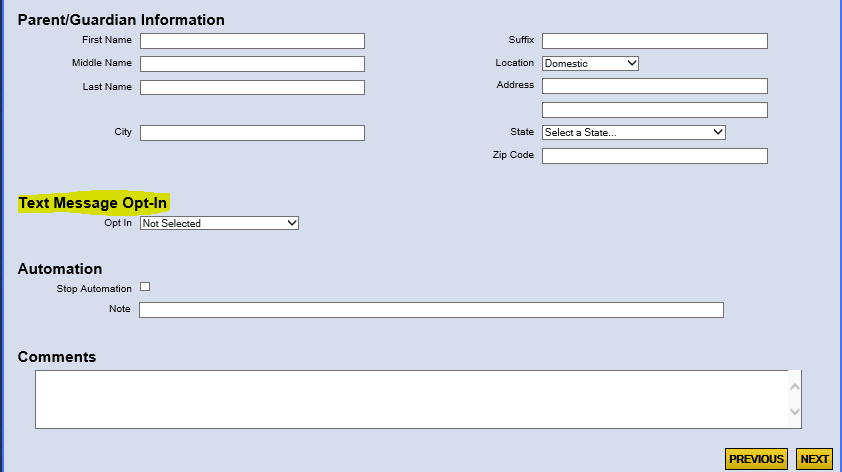 Parent/Guardian Information
First Name
Suffix
Middle Name
Location Domestic
Last Name
Address
City
State Select a State...
Zip Code
Text Message Opt-In
Opt In Not Selected
Automation
Stop Automation
Note
Comments
PREVIOUS NEXT